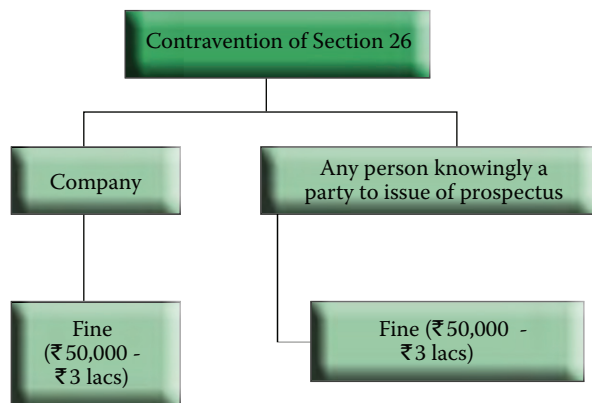 Contravention of Section 26
Company
Any person knowingly a
party to issue of prospectus
Fine
(₹50,000 -
₹3 lacs)
Fine (₹50,000 -
₹3 lacs)